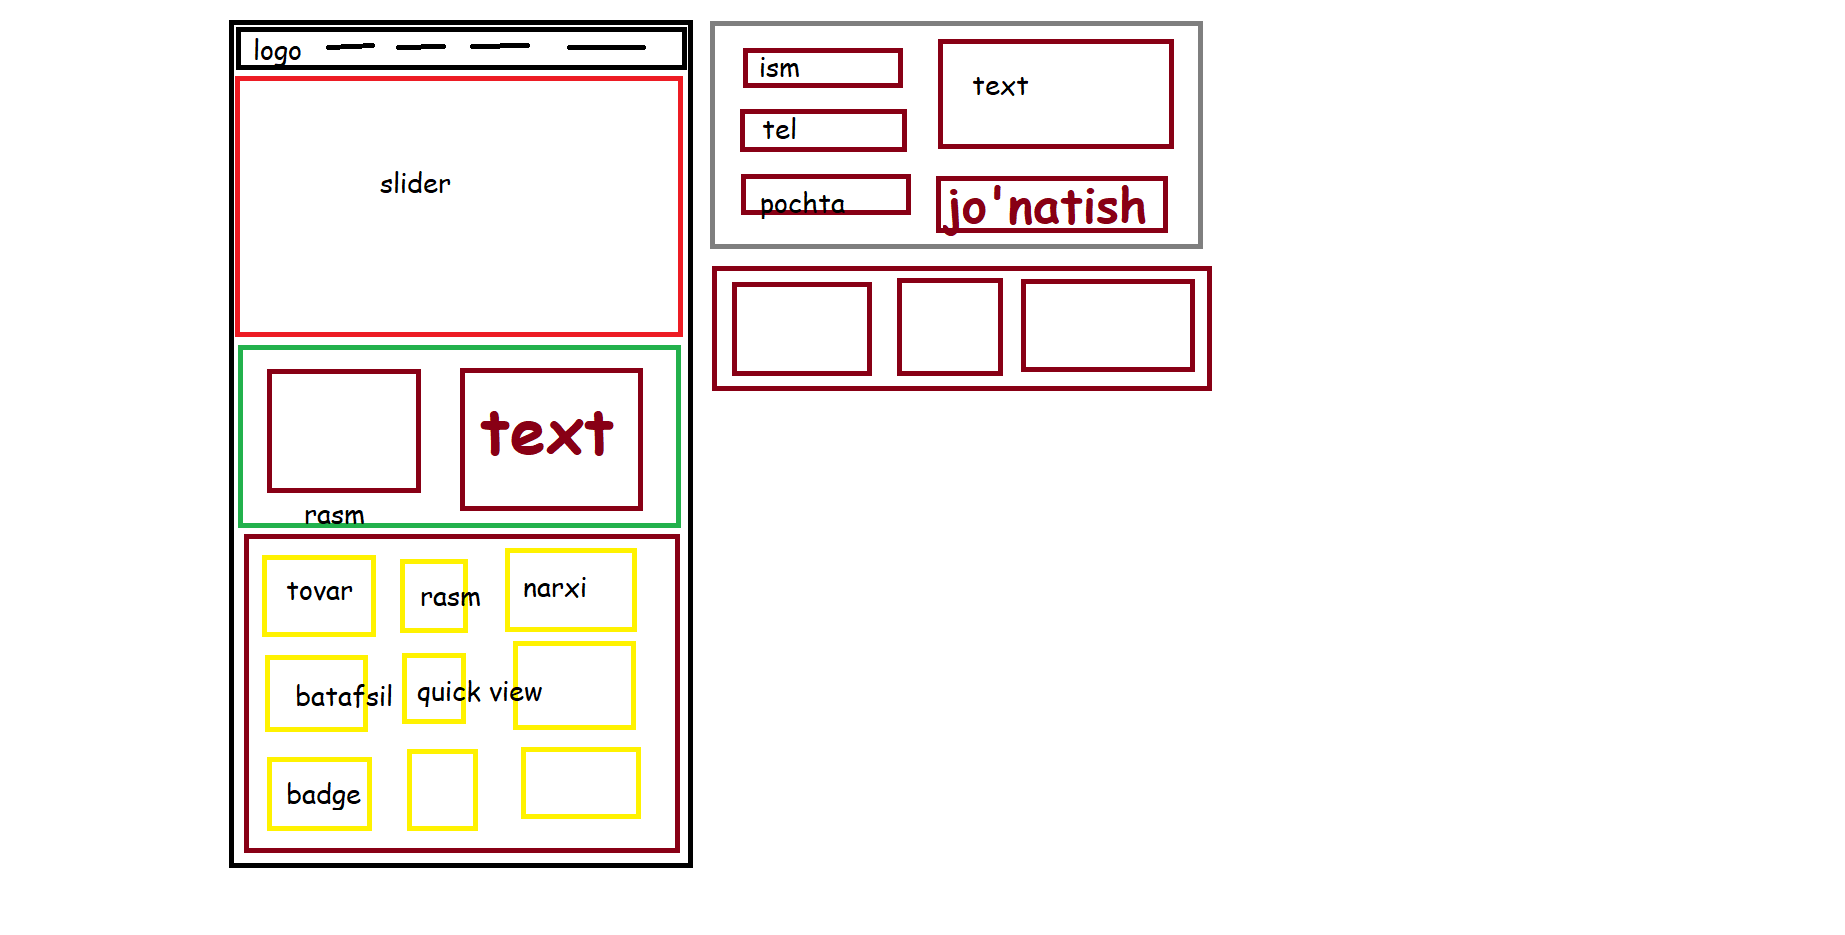 logo
slider
text
rasm
tovar
rasm
narxi
batafsil
quick view
badge
ism
text
tel
pochta
jo'natish